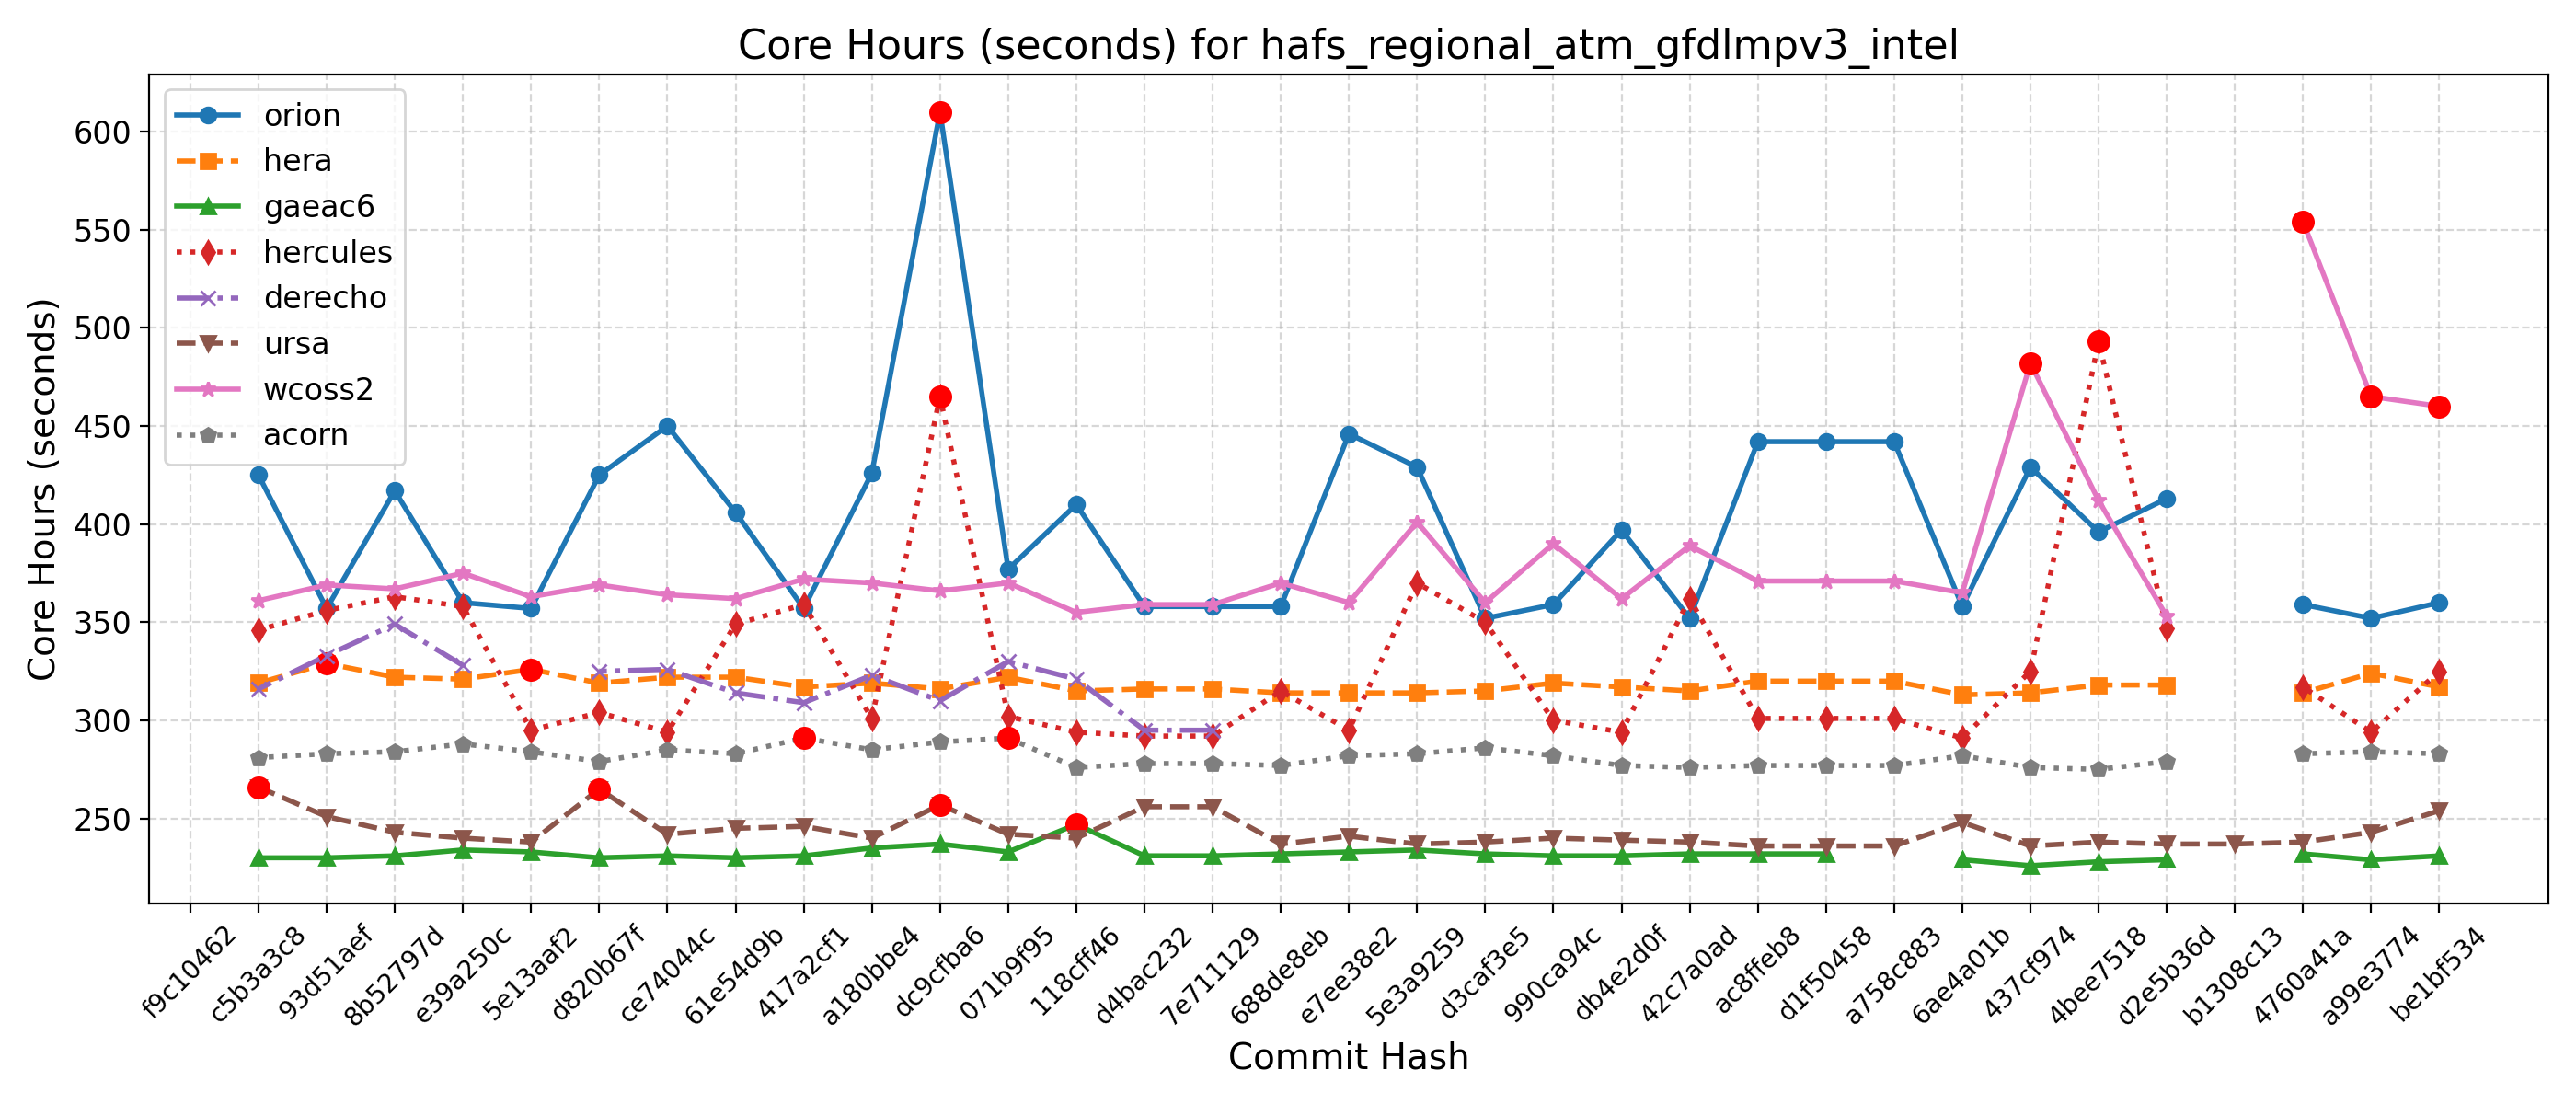 Core Hours (seconds) for hafs_regional_atm_gfdlmpv3_intel
Core Hours (seconds)
600
550
500
450
400
350
300
250
orion
hera
gaeac6
hercules
derecho
ursa
wcoss2
acorn
f9c10462
c5b3a3c8
93d51aef
8b52797d
e39a250c
5e13aaf2
d820b67f
ce74044c
61e54d9b
417a2cf1
a180bbe4
dc9cfba6
071b9f95
118cff46
d4bac232
7e711129
688de8eb
e7ee38e2
5e3a9259
d3caf3e5
990ca94c
db4e2d0f
42c7a0ad
ac8ffeb8
d1f50458
a758c883
6ae4a01b
437cf974
4bee7518
d2e5b36d
b1308c13
4760a41a
a99e3774
be1bf534
Commit Hash